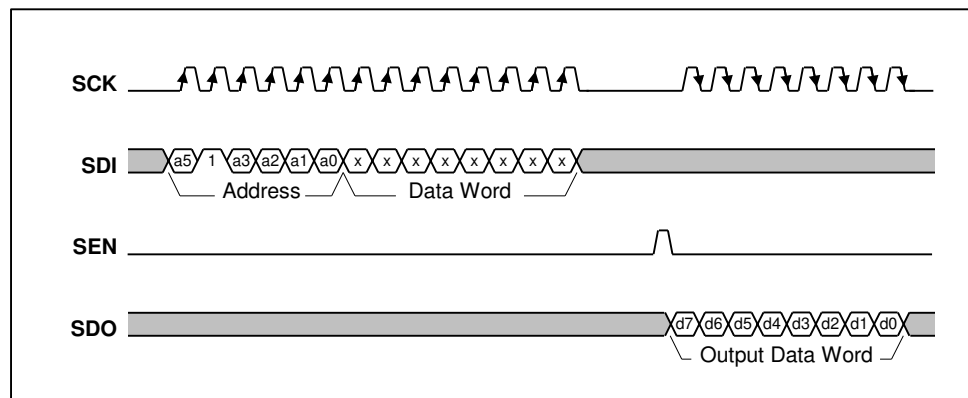 SCK
SDI a5 1 a3 a2 a1 a0 x x x x x x x x
Address Data Word
SEN
SDO d7 d6 d5 d4 d3 d2 d1 d0
Output Data Word